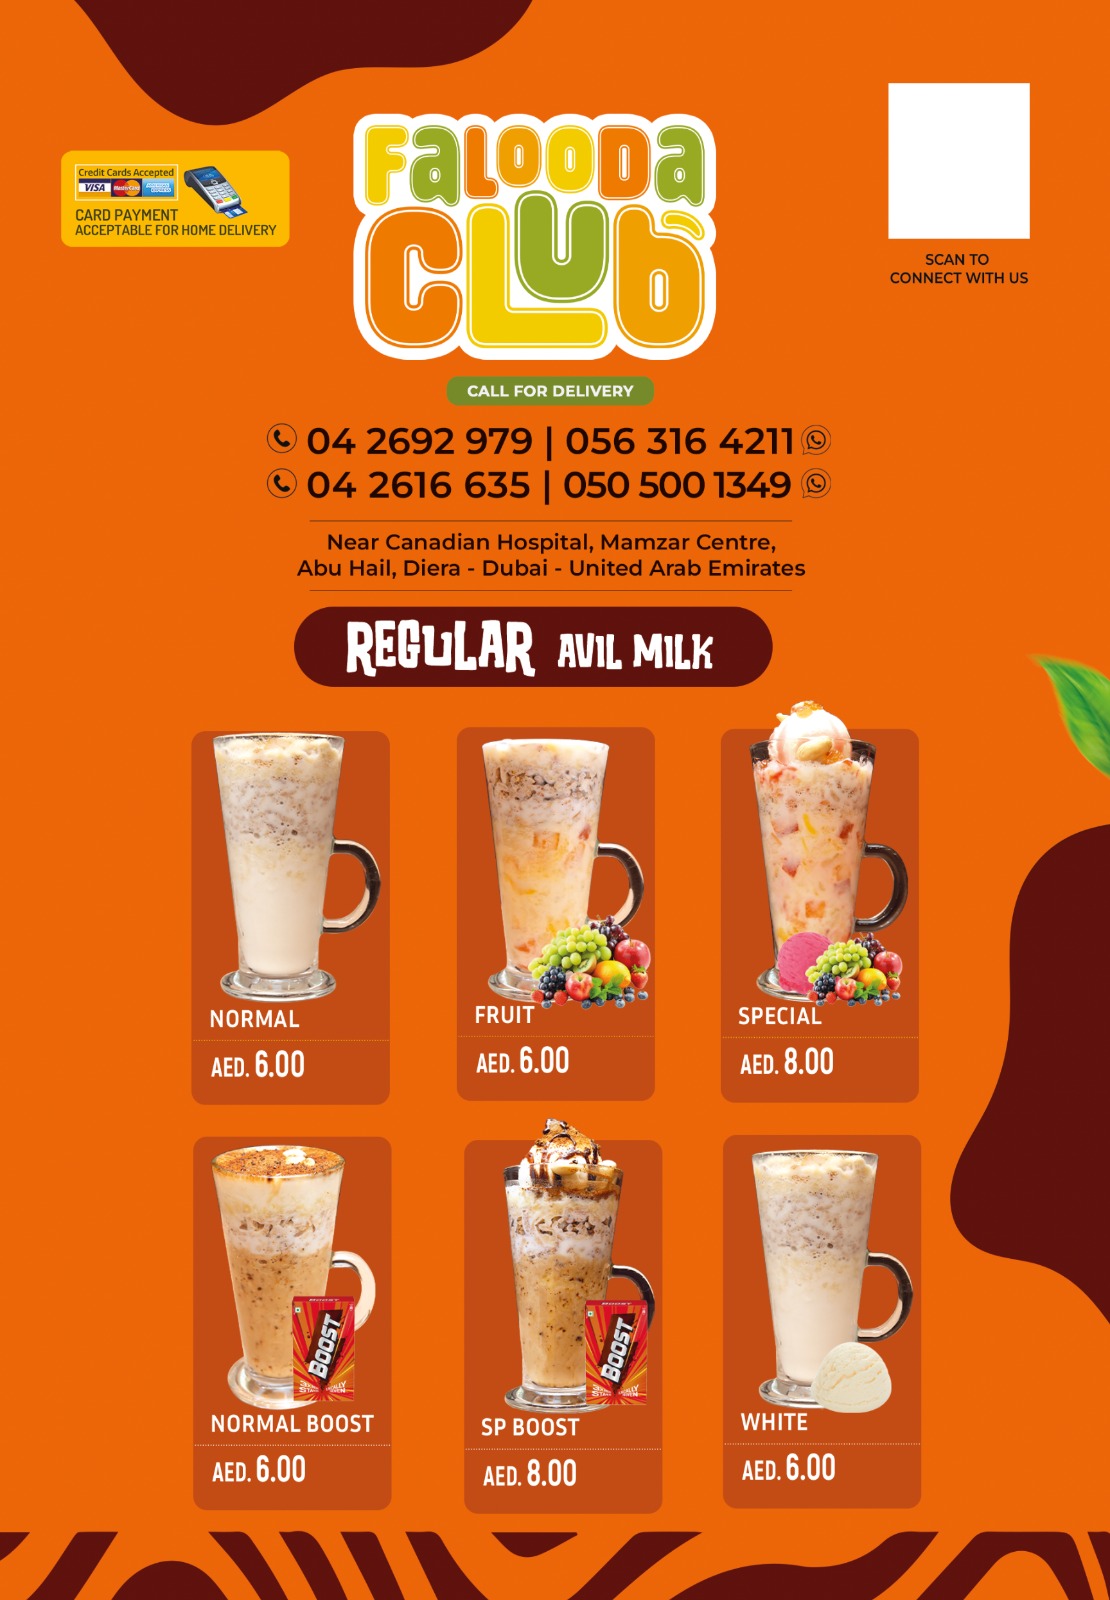 Credit Cards Accepted
VISA MasterCard AMERICAN EXPRESS
CARD PAYMENT
ACCEPTABLE FOR HOME DELIVERY
FALOODA
CLUB
SCAN TO
CONNECT WITH US
CALL FOR DELIVERY
04 2692 979 | 056 316 4211
04 2616 635 | 050 500 1349
Near Canadian Hospital, Mamzar Centre,
Abu Hail, Diera - Dubai - United Arab Emirates
REGULAR AVIL MILK
NORMAL
AED. 6.00
FRUIT
AED. 6.00
SPECIAL
AED. 8.00
BOOST
NORMAL BOOST
AED. 6.00
BOOST
SP BOOST
AED. 8.00
WHITE
AED. 6.00